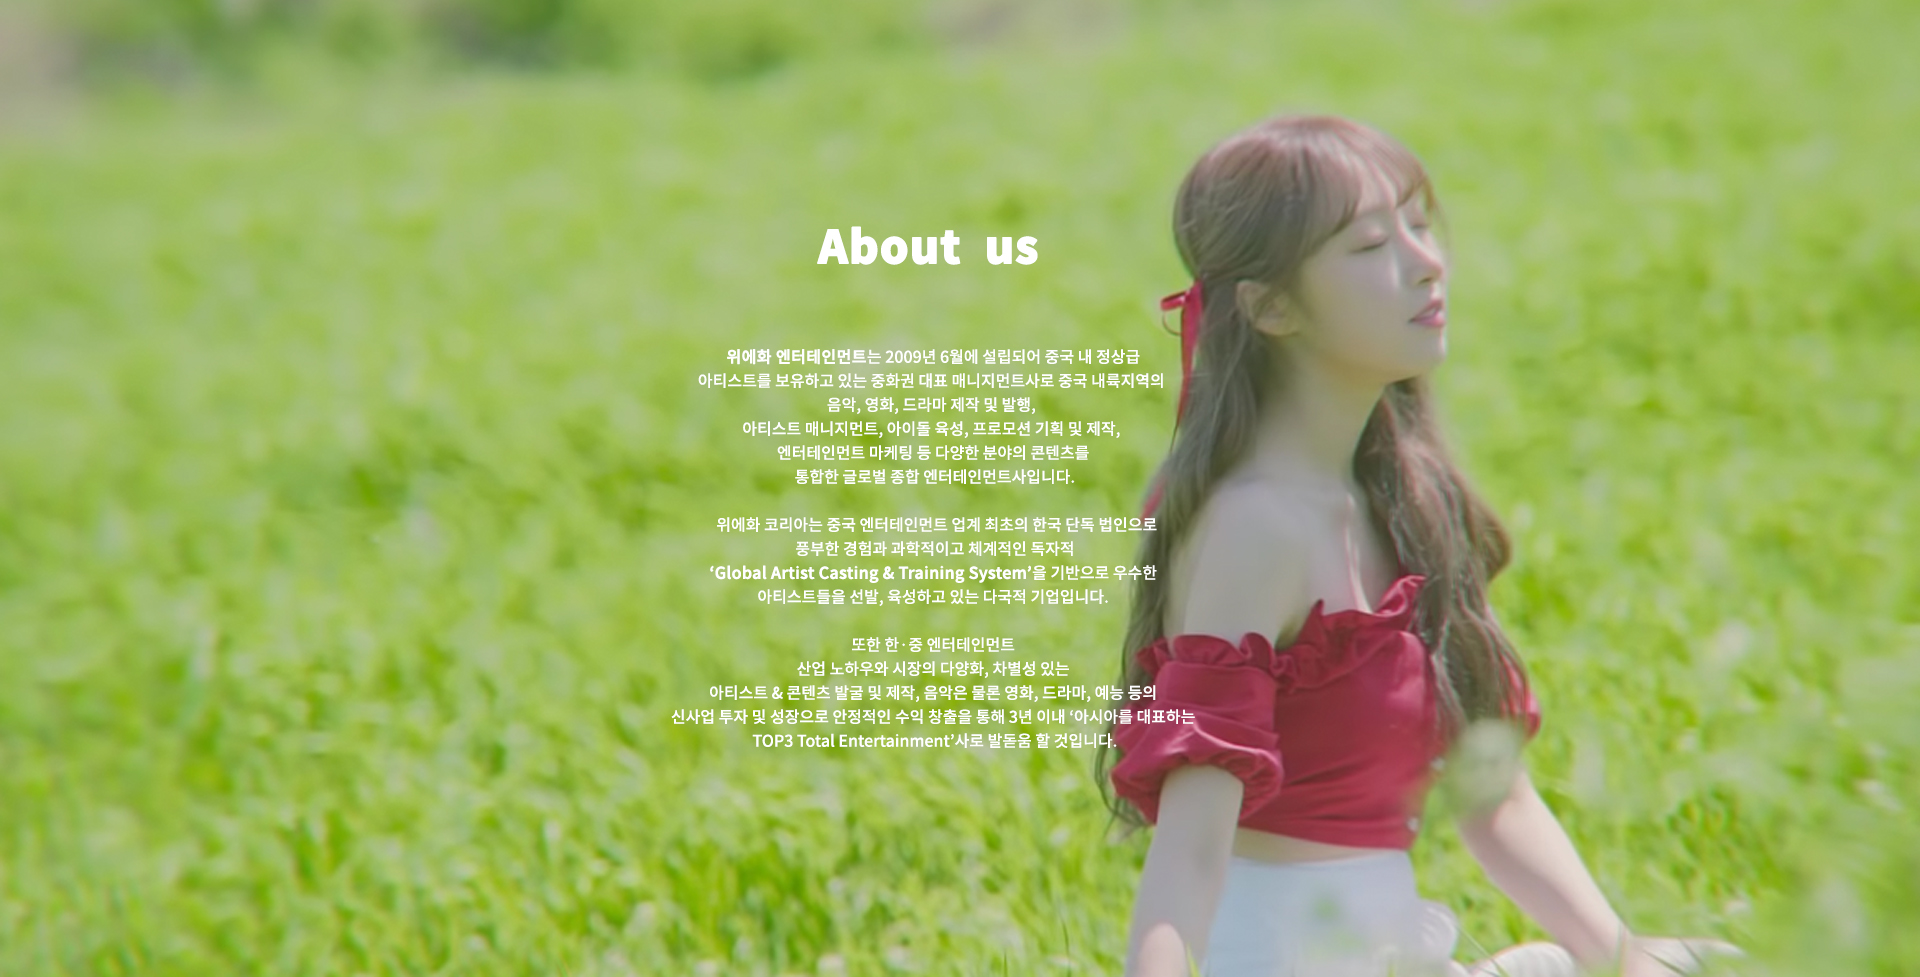 About us
위에화 엔터테인먼트는 2009년 6월에 설립되어 중국 내 정상급
아티스트를 보유하고 있는 중화권 대표 매니지먼트사로 중국 내륙지역의
음악, 영화, 드라마 제작 및 발행,
아티스트 매니지먼트, 아이돌 육성, 프로모션 기획 및 제작,
엔터테인먼트 마케팅 등 다양한 분야의 콘텐츠를
통합한 글로벌 종합 엔터테인먼트사입니다.
위에화 코리아는 중국 엔터테인먼트 업계 최초의 한국 단독 법인으로
풍부한 경험과 과학적이고 체계적인 독자적
‘Global Artist Casting & Training System’을 기반으로 우수한
아티스트들을 선발, 육성하고 있는 다국적 기업입니다.
또한 한·중 엔터테인먼트
산업 노하우와 시장의 다양화, 차별성 있는
아티스트 & 콘텐츠 발굴 및 제작, 음악은 물론 영화, 드라마, 예능 등의
신사업 투자 및 성장으로 안정적인 수익 창출을 통해 3년 이내 ‘아시아를 대표하는
TOP3 Total Entertainment’사로 발돋움 할 것입니다.